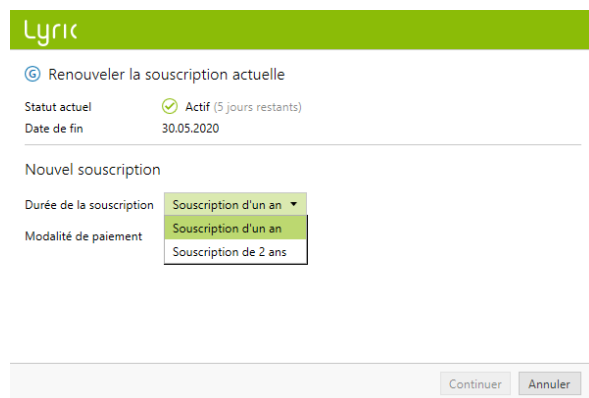 Lyric
G Renouveler la souscription actuelle
Statut actuel Actif (5 jours restants)
Date de fin 30.05.2020
Nouvel souscription
Durée de la souscription Souscription d'un an
Souscription d'un an
Modalité de paiement
Souscription de 2 ans
Continuer Annuler